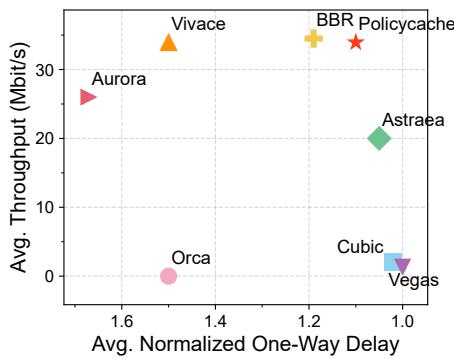 Vivace
BBR
Policycache
Aurora
Astraea
Orca
Cubic
Vegas
30
20
10
0
1.6
1.4
1.2
1.0
Avg. Throughput (Mbit/s)
Avg. Normalized One-Way Delay